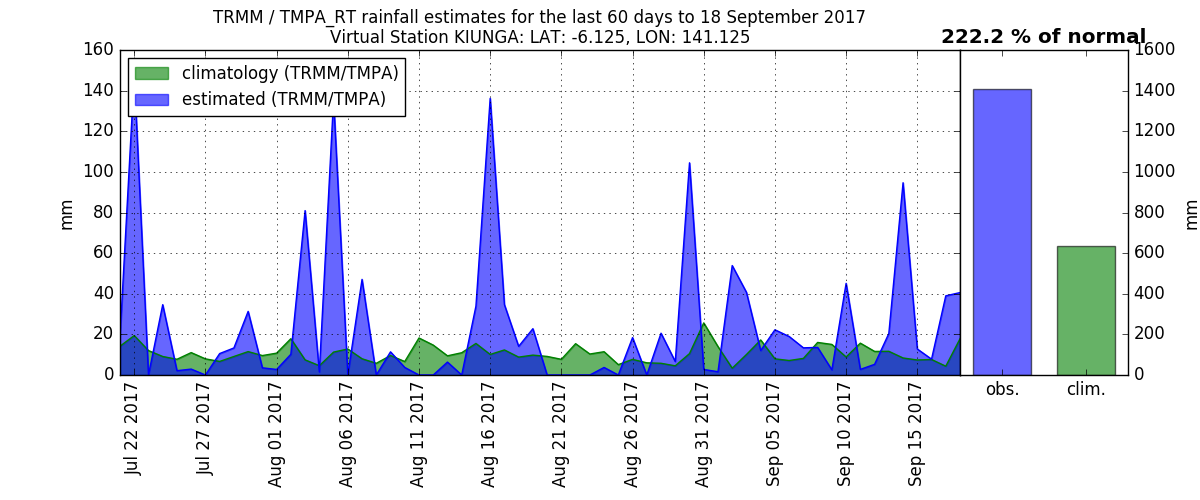 TRMM / TMPA_RT rainfall estimates for the last 60 days to 18 September 2017
Virtual Station KIUNGA: LAT: -6.125, LON: 141.125
222.2 % of normal
climatology (TRMM/TMPA)
estimated (TRMM/TMPA)
mm
160
140
120
100
80
60
40
20
0
Jul 22 2017
Jul 27 2017
Aug 01 2017
Aug 06 2017
Aug 11 2017
Aug 16 2017
Aug 21 2017
Aug 26 2017
Aug 31 2017
Sep 05 2017
Sep 10 2017
Sep 15 2017
obs.
clim.
1600
1400
1200
1000
800
600
400
200
0
mm